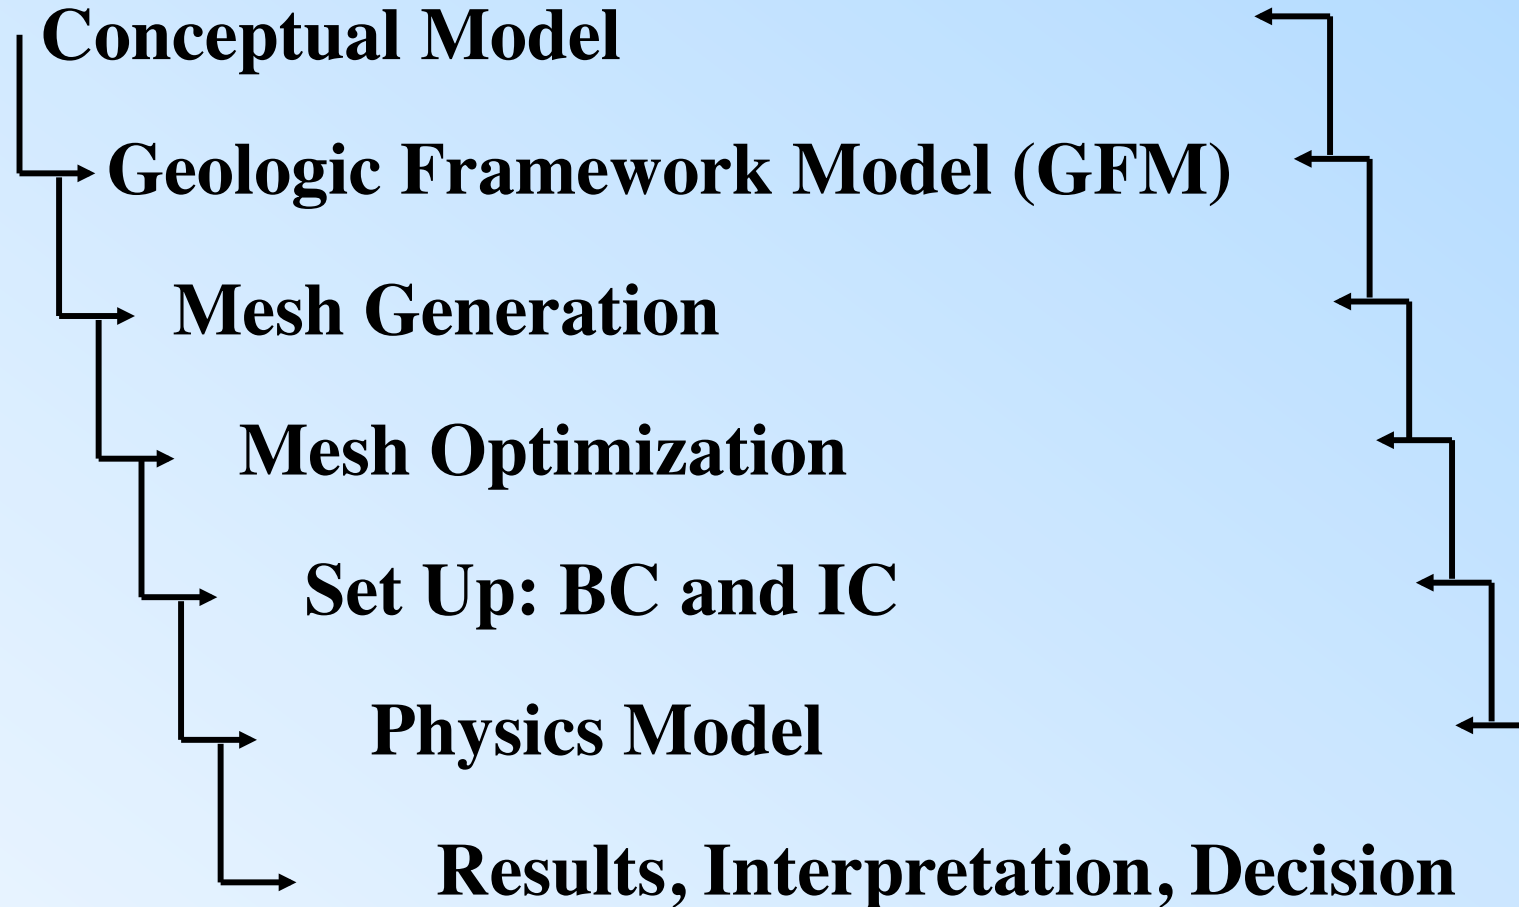 Conceptual Model
Geologic Framework Model (GFM)
Mesh Generation
Mesh Optimization
Set Up: BC and IC
Physics Model
Results, Interpretation, Decision